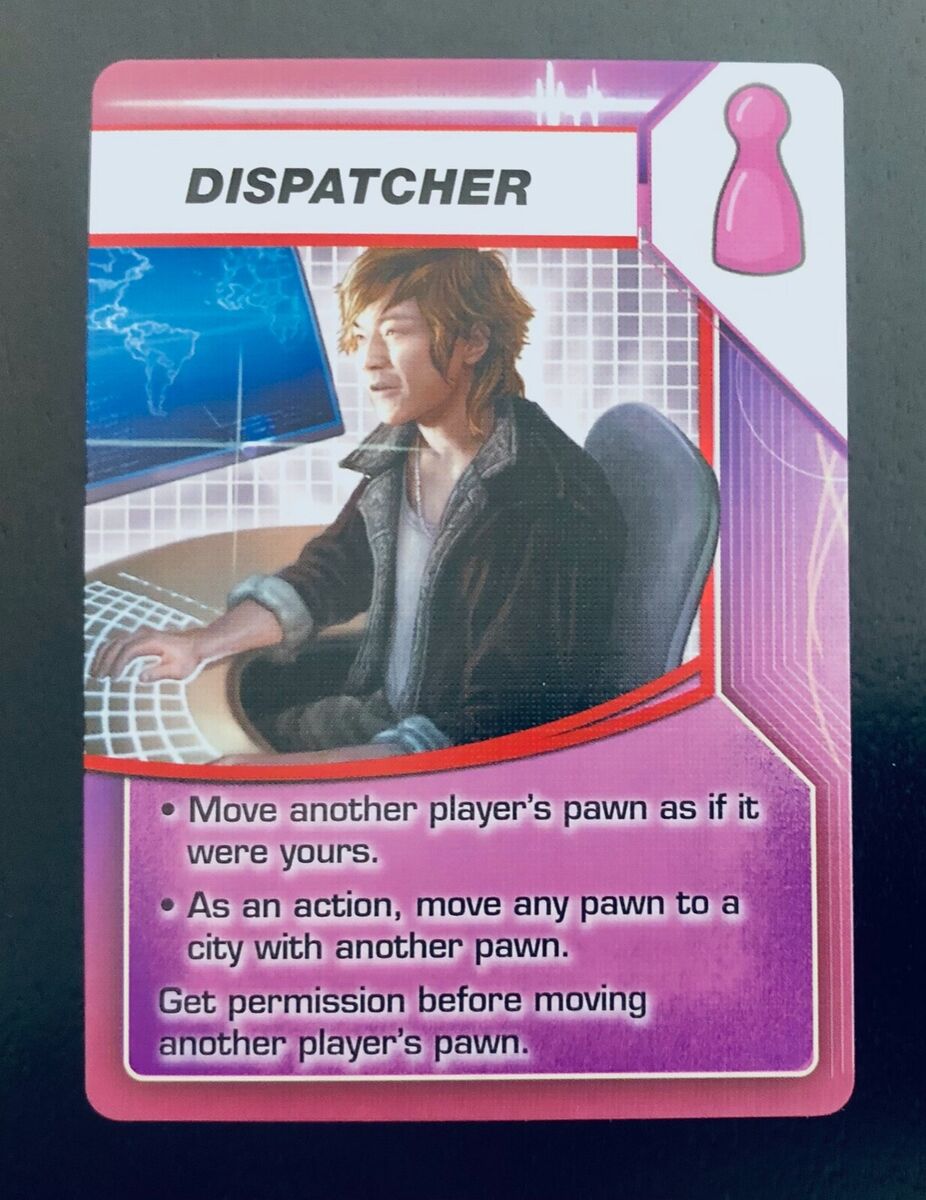 DISPATCHER
• Move another player's pawn as if it
were yours.
• As an action, move any pawn to a
city with another pawn.
Get permission before moving
another player's pawn.